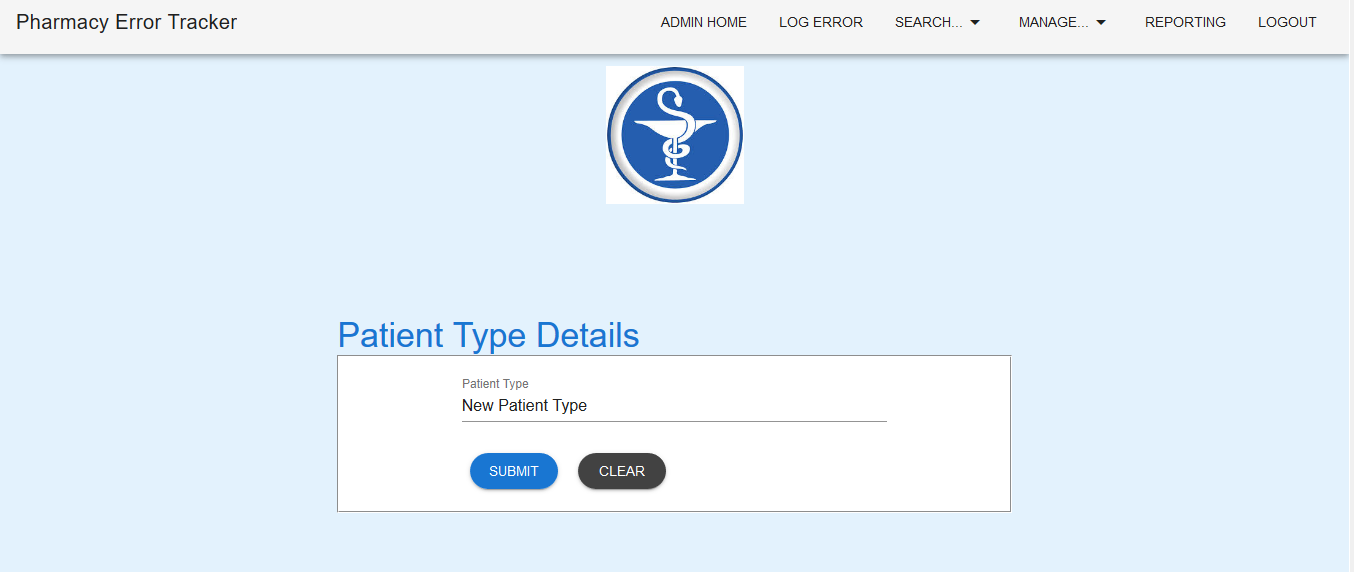 Pharmacy Error Tracker ADMIN HOME LOG ERROR SEARCH... MANAGE... REPORTING LOGOUT
Patient Type Details
Patient Type
New Patient Type
SUBMIT CLEAR